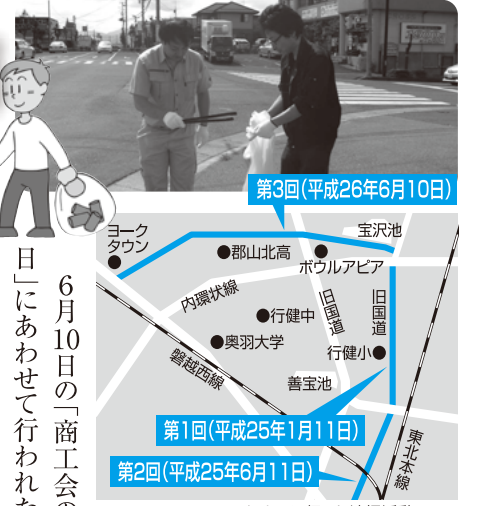 第3回(平成26年6月10日)
ヨーク
タウン
宝沢池
郡山北高
ボウルアピア
内環状線
旧国道
旧国道
行健中
奥羽大学
行健小
磐越西線
善宝池
第1回(平成25年1月11日)
第2回(平成25年6月11日)
東北本線
6月10日の「商工会の
日」にあわせて行われた